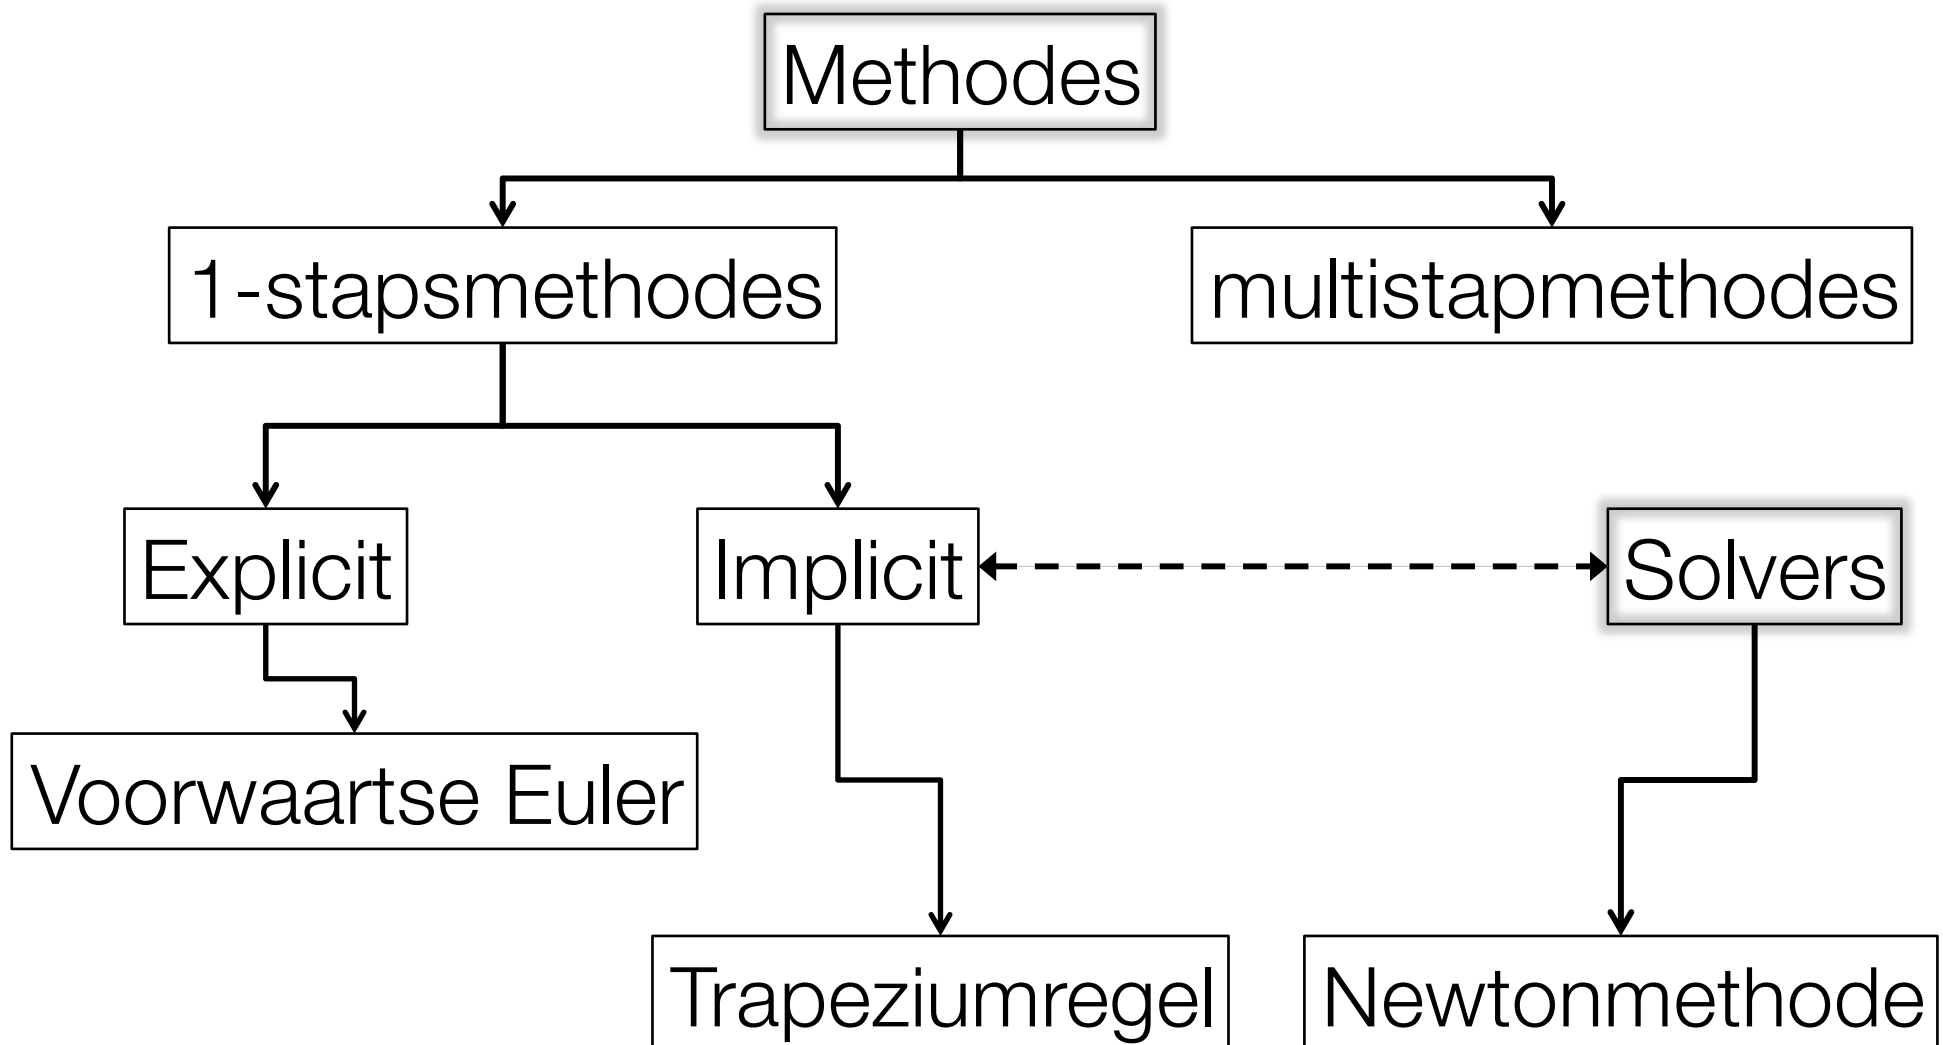 Methodes
1-stapsmethodes
multistapmethodes
Explicit
Implicit
Solvers
Voorwaartse Euler
Trapeziumregel
Newtonmethode